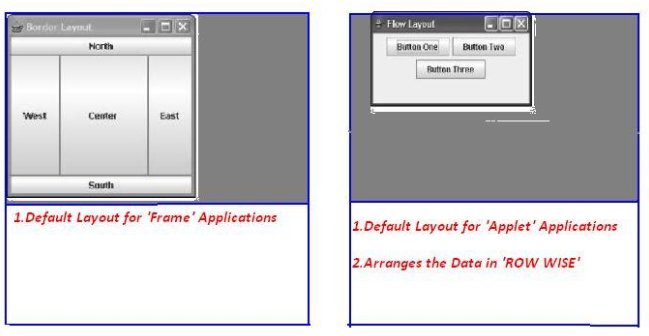 Border Layout
North
West
Center
East
South
1.Default Layout for 'Frame' Applications
Flow Layout
Button One
Button Two
Button Three
1.Default Layout for 'Applet' Applications
2.Arranges the Data in 'ROW WISE'